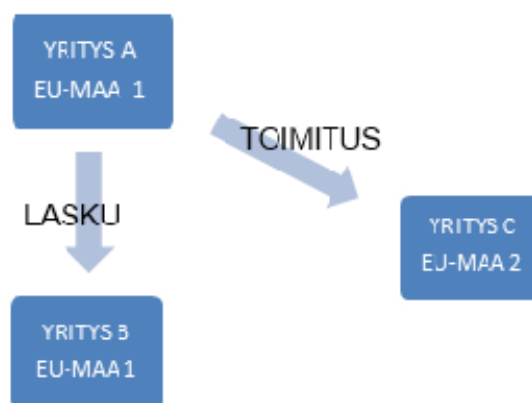 YRITYS A
EU-MAA 1
TOIMITUS
LASKU
YRITYS C
EU-MAA 2
YRITYS B
EU-MAA 1